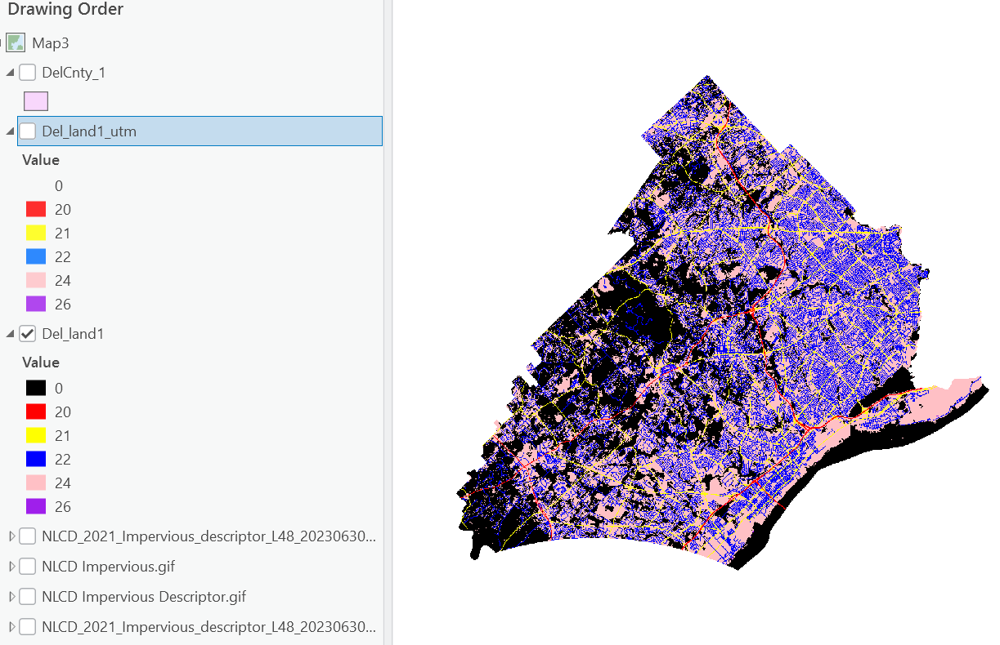 Drawing Order
Map3
DelCnty_1
Del_land1_utm
Value
0
20
21
22
24
26
Del_land1
Value
0
20
21
22
24
26
NLCD_2021_Impervious_descriptor_L48_20230630...
NLCD Impervious.gif
NLCD Impervious Descriptor.gif
NLCD_2021_Impervious_descriptor_L48_20230630...